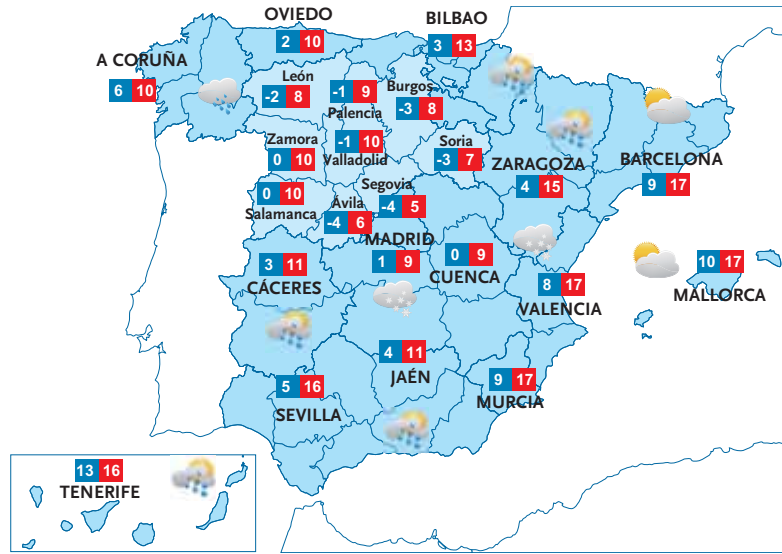 OVIEDO
2 10
BILBAO
3 13
A CORUÑA
6 10
León
-2 8
-1 9
Palencia
Burgos
-3 8
Zamora
0 10
-1 10
Valladolid
Soria
-3 7
ZARAGOZA
4 15
BARCELONA
9 17
0 10
Salamanca
Ávila
-4 6
Segovia
-4 5
MADRID
1 9
0 9
CUENCA
3 11
CÁCERES
8 17
VALENCIA
10 17
MALLORCA
4 11
JAÉN
5 16
SEVILLA
9 17
MURCIA
13 16
TENERIFE